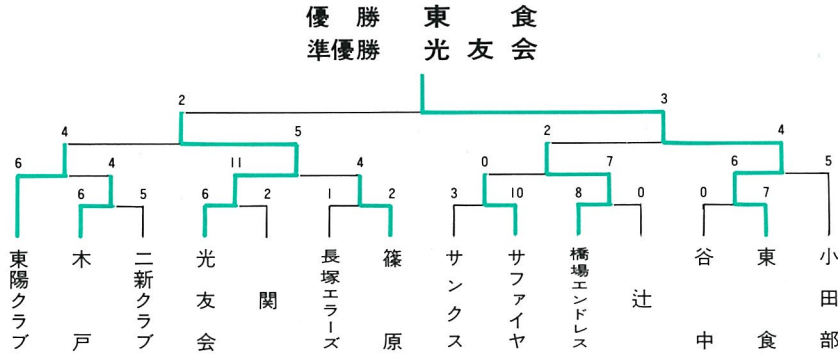 優勝 東食
準優勝 光友会
2 3
4 5 2 4
6 4 11 4 0 7 6 5
6 5 6 2 1 2 3 10 8 0 0 7
東陽クラブ
木戸
二新クラブ
光友会
関
長塚エラーズ
篠原
サンクス
サファイヤ
橋場エンドレス
辻
谷中
東食
小田部